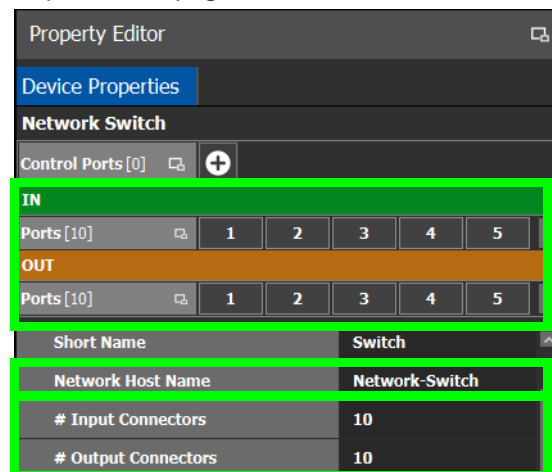 Property Editor
Device Properties
Network Switch
Control Ports [0]
IN
Ports [10] 1 2 3 4 5
OUT
Ports [10] 1 2 3 4 5
Short Name Switch
Network Host Name Network-Switch
# Input Connectors 10
# Output Connectors 10